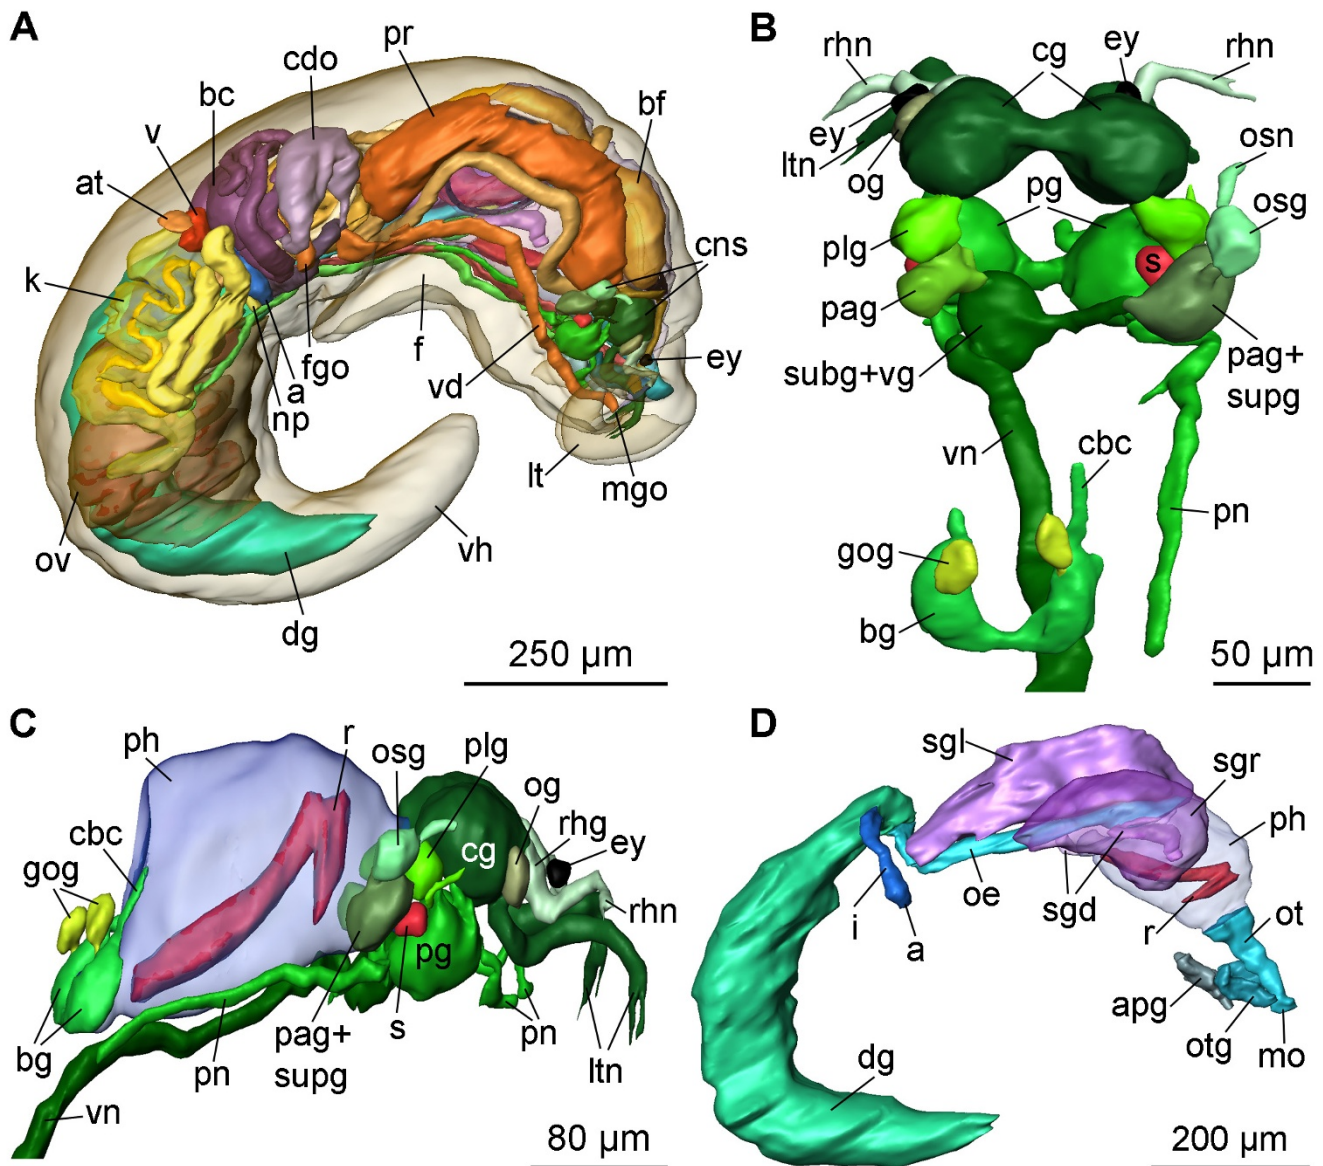 A
pr
cdo
bc
bf
v
at
cns
k
f
ey
fgo
a
vd
np
lt
mgo
ov
vh
dg
250 µm
B
rhn
cg
ey
rhn
ey
ltn
og
osn
pg
osg
plg
s
pag
subg+vg
pag+
supg
vn
cbc
pn
gog
bg
50 µm
C
ph
r
osg
plg
og
rhg
ey
cbc
cg
gog
rhn
pg
bg
pn
pag+
supg
s
pn
ltn
vn
80 µm
D
sgl
sgr
ph
oe
sgd
i
a
r
ot
apg
otg
mo
dg
200 µm